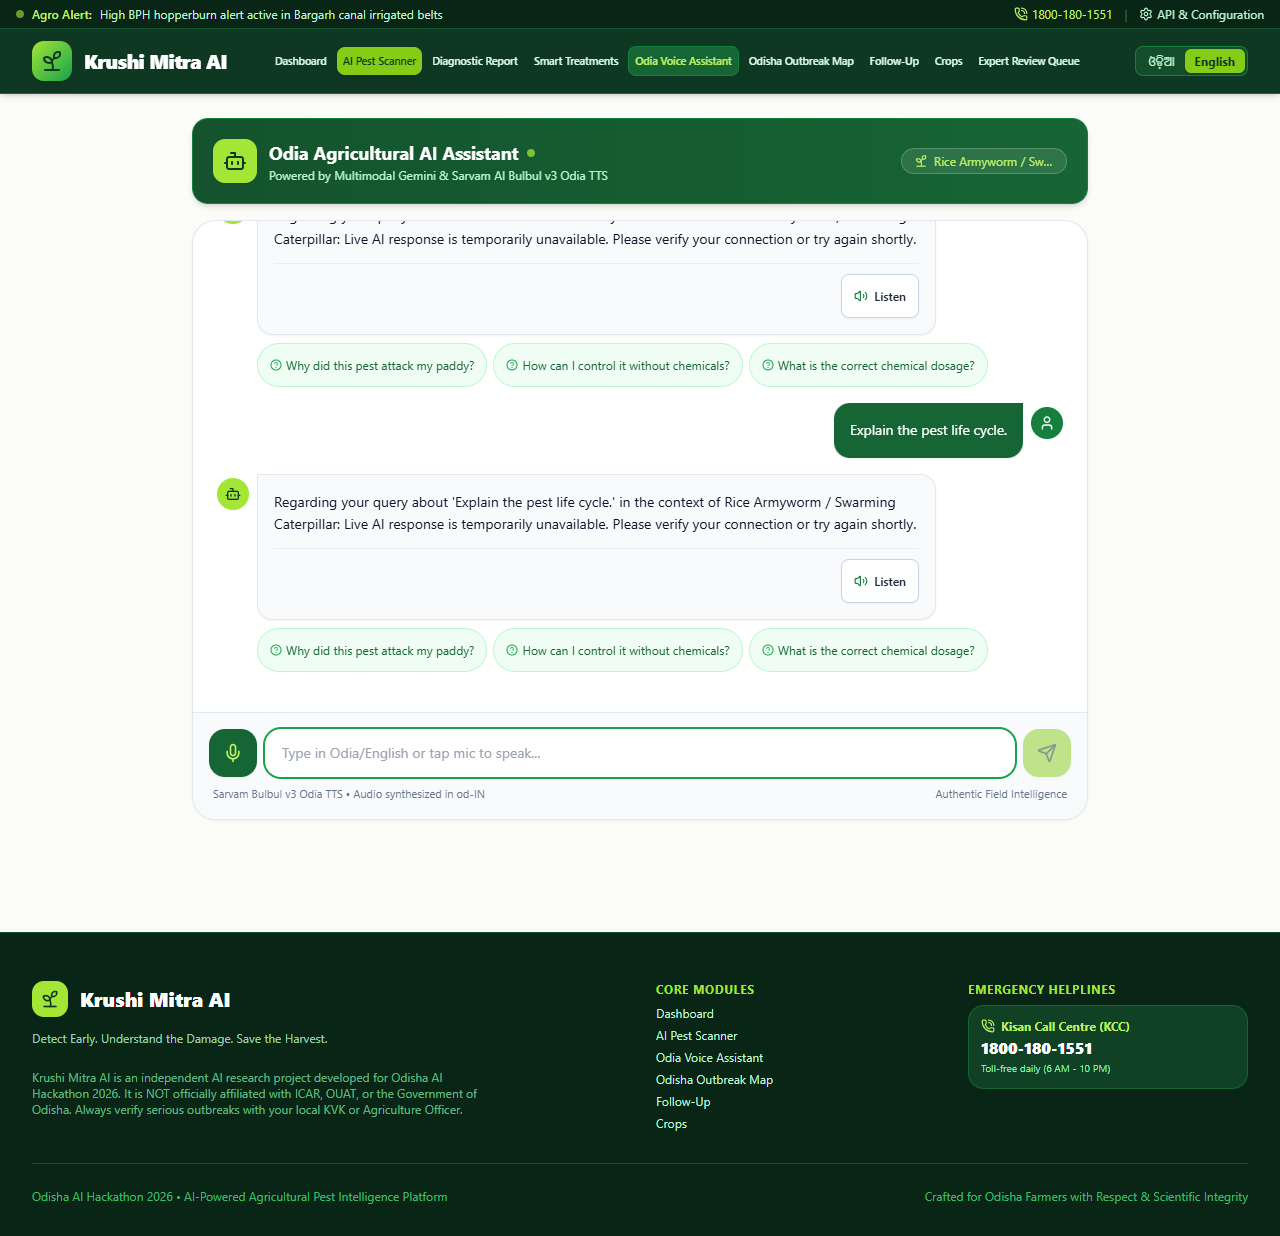 Agro Alert: High BPH hopperburn alert active in Bargarh canal irrigated belts
1800-180-1551 | API & Configuration
Krushi Mitra AI
Dashboard AI Pest Scanner Diagnostic Report Smart Treatments Odia Voice Assistant Odisha Outbreak Map Follow-Up Crops Expert Review Queue
ଓଡ଼ିଆ English
Odia Agricultural AI Assistant
Powered by Multimodal Gemini & Sarvam AI Bulbul v3 Odia TTS
Rice Armyworm / Sw...
Caterpillar: Live AI response is temporarily unavailable. Please verify your connection or try again shortly.
Listen
Why did this pest attack my paddy? How can I control it without chemicals? What is the correct chemical dosage?
Explain the pest life cycle.
Regarding your query about 'Explain the pest life cycle.' in the context of Rice Armyworm / Swarming
Caterpillar: Live AI response is temporarily unavailable. Please verify your connection or try again shortly.
Listen
Why did this pest attack my paddy? How can I control it without chemicals? What is the correct chemical dosage?
Type in Odia/English or tap mic to speak...
Sarvam Bulbul v3 Odia TTS • Audio synthesized in od-IN
Authentic Field Intelligence
Krushi Mitra AI
Detect Early. Understand the Damage. Save the Harvest.
Krushi Mitra AI is an independent AI research project developed for Odisha AI
Hackathon 2026. It is NOT officially affiliated with ICAR, OUAT, or the Government of
Odisha. Always verify serious outbreaks with your local KVK or Agriculture Officer.
CORE MODULES
Dashboard
AI Pest Scanner
Odia Voice Assistant
Odisha Outbreak Map
Follow-Up
Crops
EMERGENCY HELPLINES
Kisan Call Centre (KCC)
1800-180-1551
Toll-free daily (6 AM - 10 PM)
Odisha AI Hackathon 2026 • AI-Powered Agricultural Pest Intelligence Platform
Crafted for Odisha Farmers with Respect & Scientific Integrity